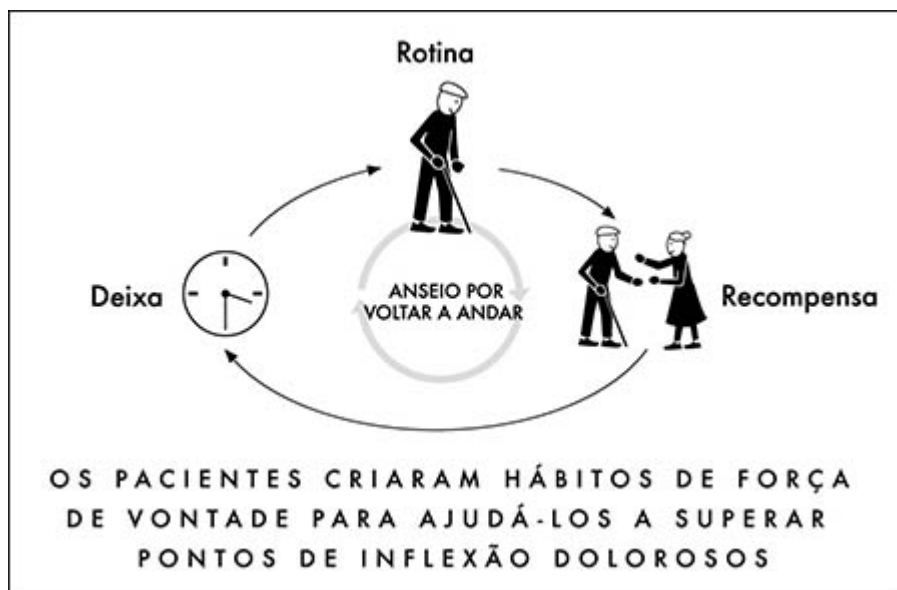 Rotina
Deixa
ANSEIO POR
VOLTAR A ANDAR
Recompensa
OS PACIENTES CRIARAM HÁBITOS DE FORÇA
DE VONTADE PARA AJUDÁ-LOS A SUPERAR
PONTOS DE INFLEXÃO DOLOROSOS